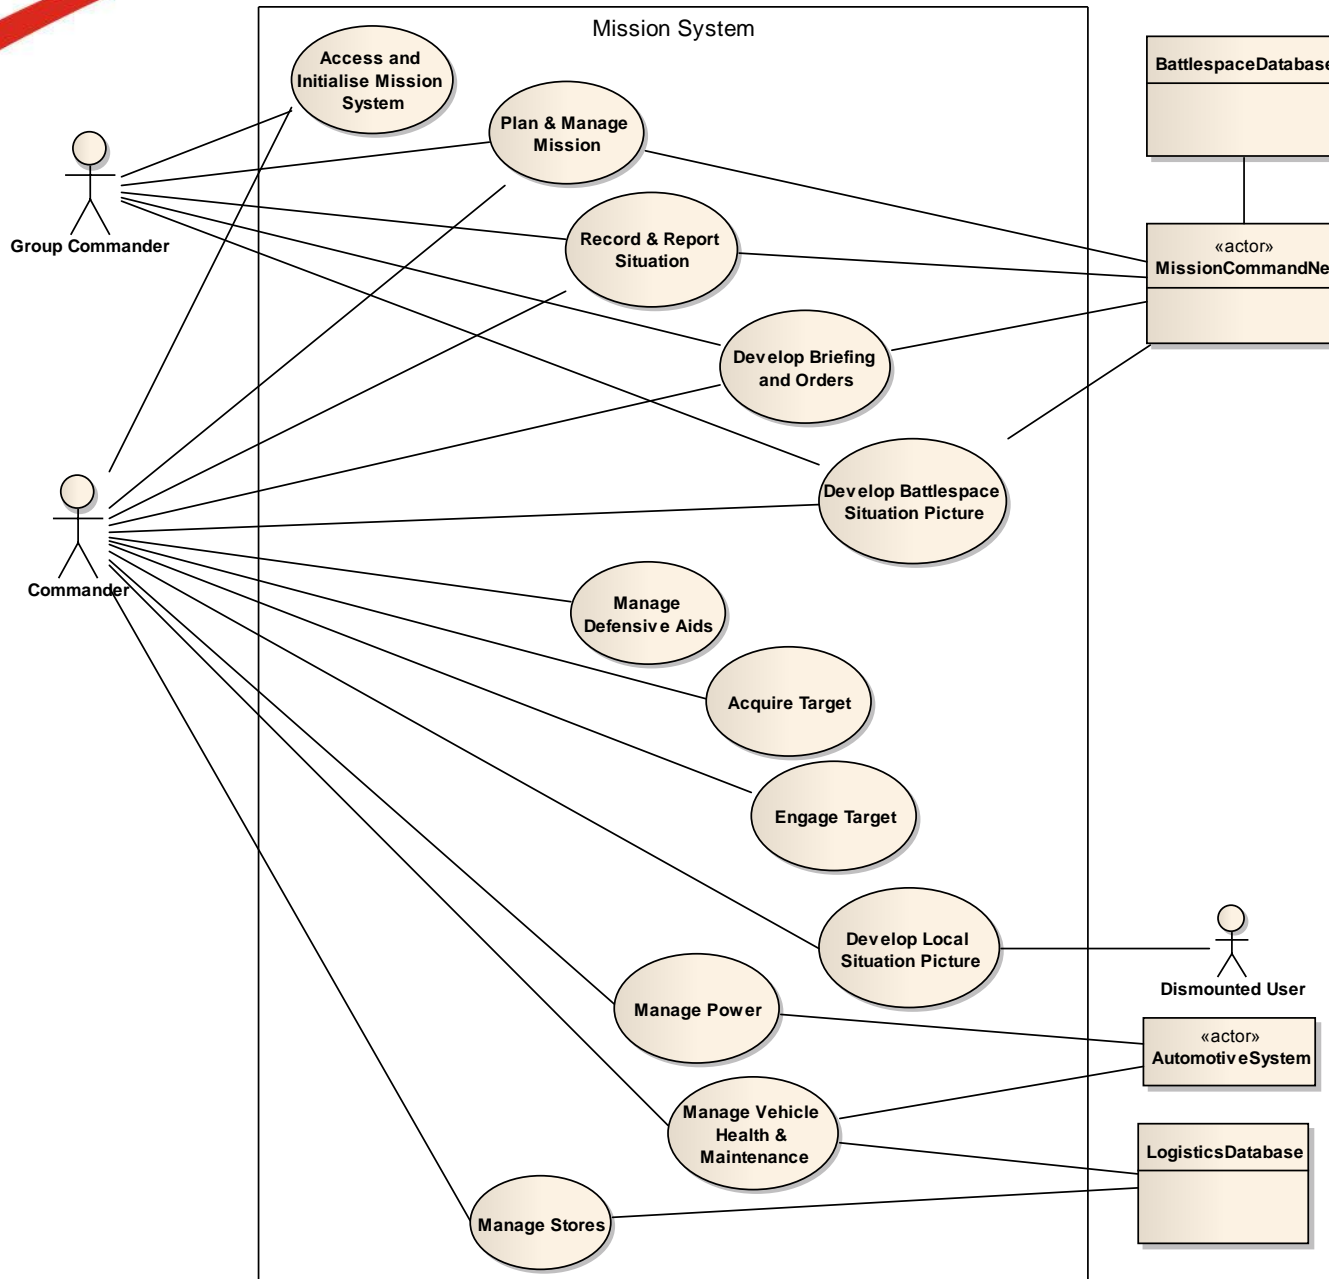 Mission System
Access and
Initialise Mission
System
Plan & Manage
Mission
BattlespaceDatabase
Group Commander
Record & Report
Situation
«actor»
MissionCommandNe
Develop Briefing
and Orders
Develop Battlespace
Situation Picture
Commander
Manage
Defensive Aids
Acquire Target
Engage Target
Develop Local
Situation Picture
Dismounted User
Manage Power
«actor»
AutomotiveSystem
Manage Vehicle
Health &
Maintenance
LogisticsDatabase
Manage Stores